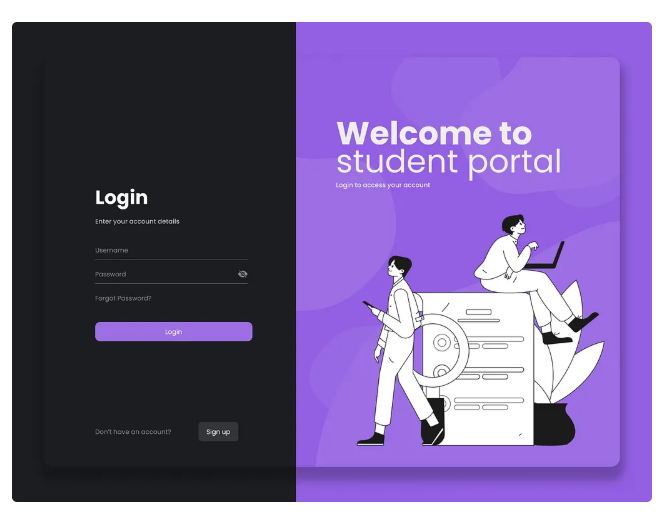 Login
Enter your account details
Username
Password
Forgot Password?
Login
Don't have an account?
Sign up
Welcome to
student portal
Login to access your account